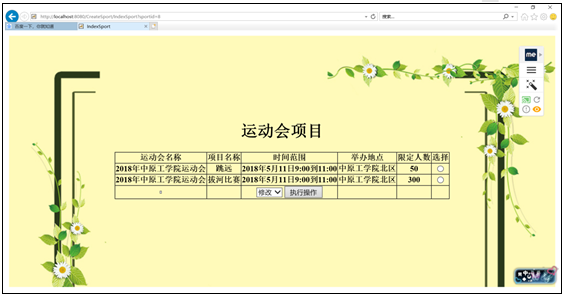 http://localhost:8080/CreateSport/IndexSport?sportid=8
搜索...
百度一下，你就知道
IndexSport
me
运动会项目
运动会名称 项目名称 时间范围 举办地点 限定人数 选择
2018年中原工学院运动会 跳远 2018年5月11日9:00到11:00 中原工学院北区 50
2018年中原工学院运动会 拔河比赛 2018年5月11日9:00到11:00 中原工学院北区 300
修改 执行操作